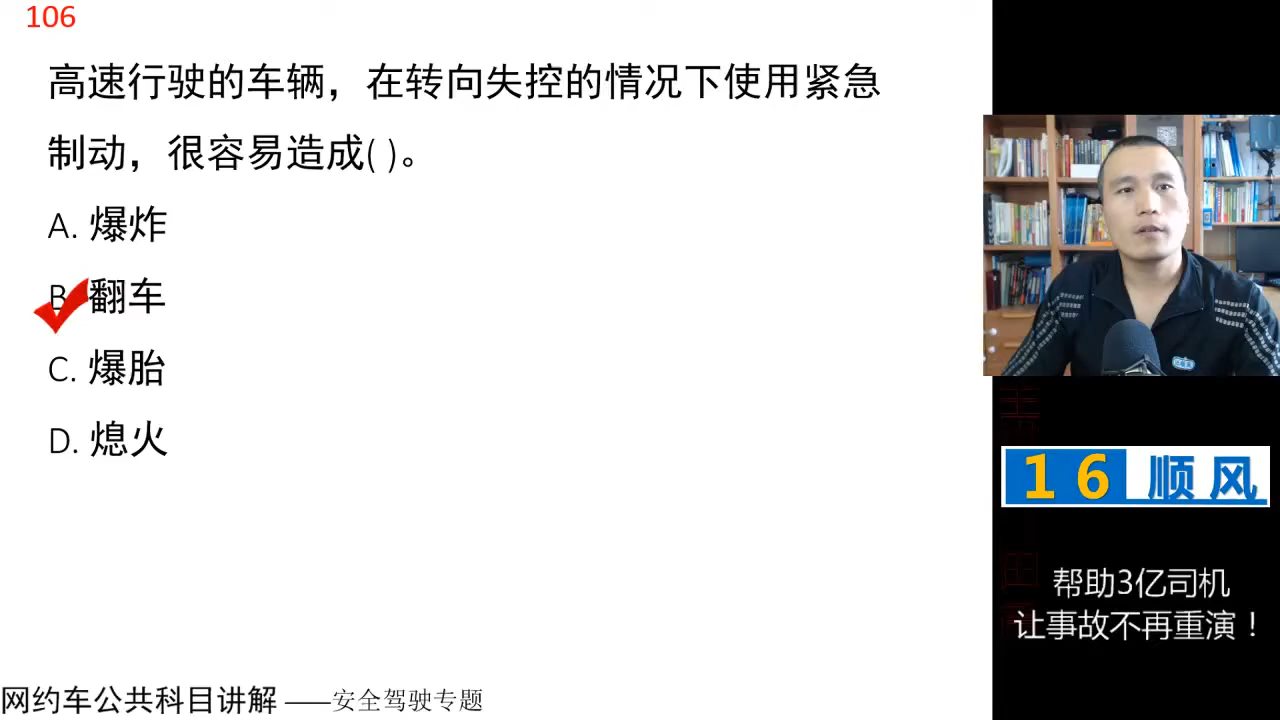 106
高速行驶的车辆，在转向失控的情况下使用紧急
制动，很容易造成( )。
A. 爆炸
B. 翻车
C. 爆胎
D. 熄火
16顺风
帮助3亿司机
让事故不再重演！
网约车公共科目讲解 ——安全驾驶专题